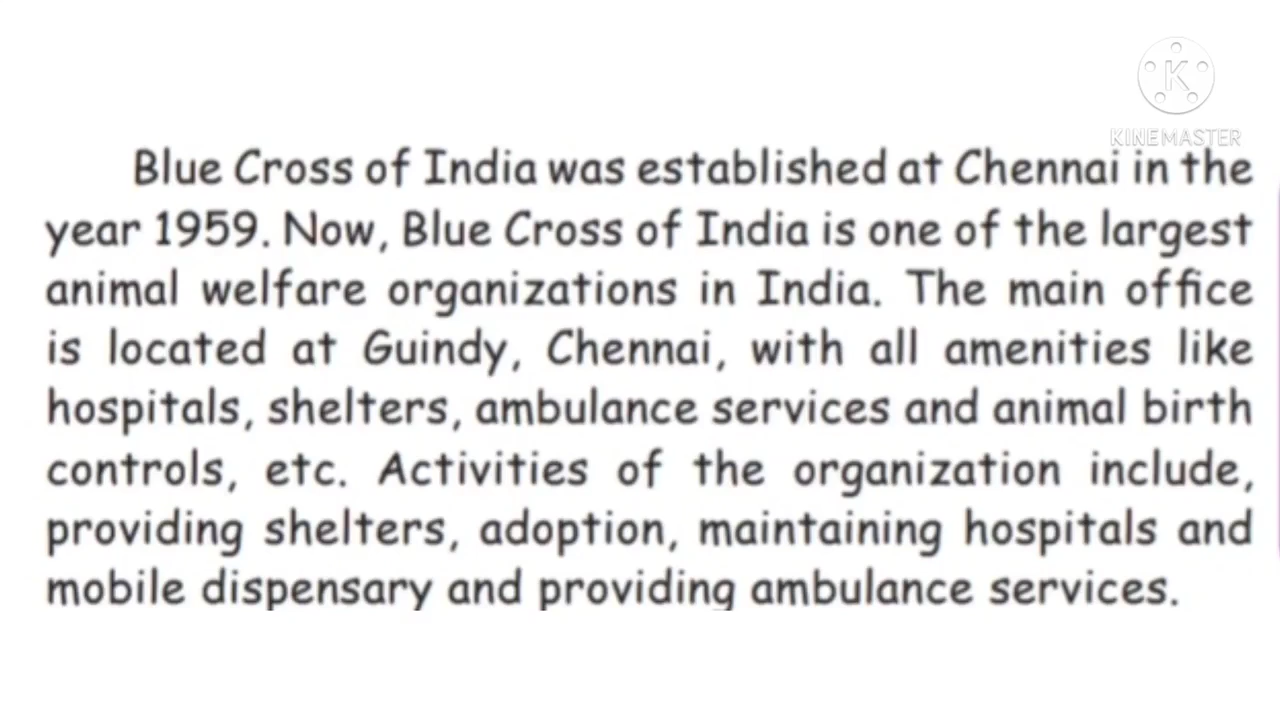 K
KINEMASTER
Blue Cross of India was established at Chennai in the
year 1959. Now, Blue Cross of India is one of the largest
animal welfare organizations in India. The main office
is located at Guindy, Chennai, with all amenities like
hospitals, shelters, ambulance services and animal birth
controls, etc. Activities of the organization include,
providing shelters, adoption, maintaining hospitals and
mobile dispensary and providing ambulance services.